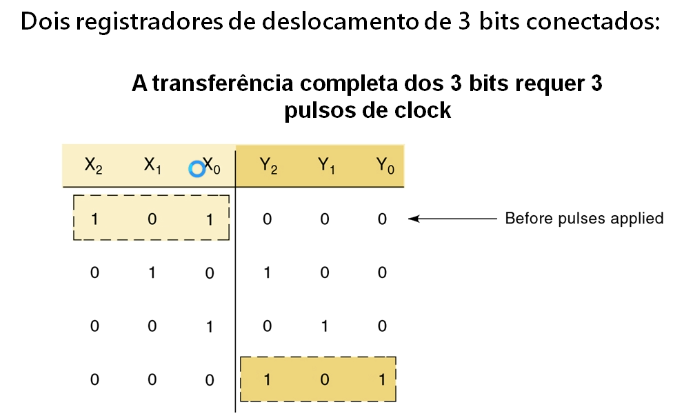 Dois registradores de deslocamento de 3 bits conectados:
A transferência completa dos 3 bits requer 3
pulsos de clock
X₂ X₁ X₀ Y₂ Y₁ Y₀
1 0 1 0 0 0 Before pulses applied
0 1 0 1 0 0
0 0 1 0 1 0
0 0 0 1 0 1